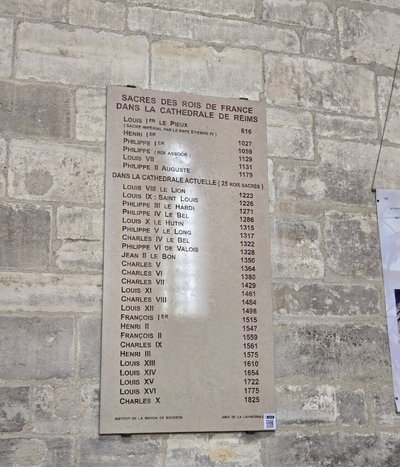 SACRES DES ROIS DE FRANCE
DANS LA CATHEDRALE DE REIMS
LOUIS IER LE PIEUX 816
(SACRE IMPÉRIAL PAR LE PAPE ETIENNE IV)
HENRI IER 1027
PHILIPPE IER 1059
PHILIPPE (ROI ASSOCIÉ) 1129
LOUIS VII 1131
PHILIPPE II AUGUSTE 1179
DANS LA CATHEDRALE ACTUELLE (25 ROIS SACRÉS)
LOUIS VIII LE LION 1223
LOUIS IX : SAINT LOUIS 1226
PHILIPPE III LE HARDI 1271
PHILIPPE IV LE BEL 1286
LOUIS X LE HUTIN 1315
PHILIPPE V LE LONG 1317
CHARLES IV LE BEL 1322
PHILIPPE VI DE VALOIS 1328
JEAN II LE BON 1350
CHARLES V 1364
CHARLES VI 1380
CHARLES VII 1429
LOUIS XI 1461
CHARLES VIII 1484
LOUIS XII 1498
FRANÇOIS IER 1515
HENRI II 1547
FRANÇOIS II 1559
CHARLES IX 1561
HENRI III 1575
LOUIS XIII 1610
LOUIS XIV 1654
LOUIS XV 1722
LOUIS XVI 1775
CHARLES X 1825
INSTITUT DE LA MAISON DE BOURBON AMIS DE LA CATHÉDRALE